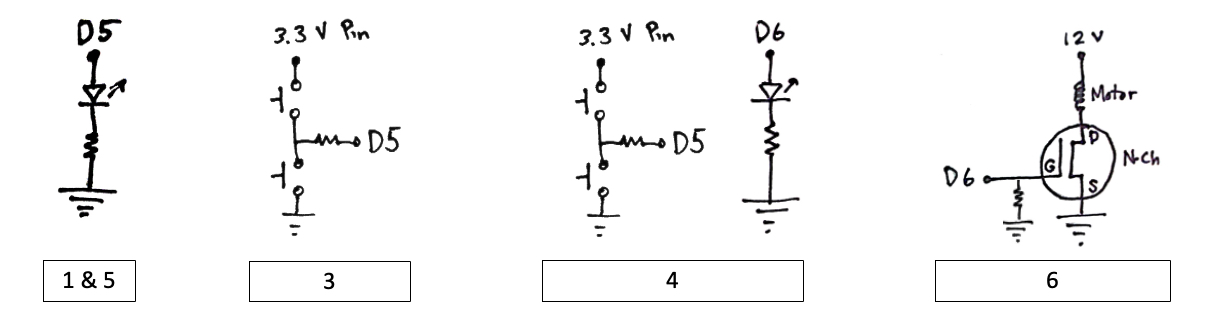 D5
1 & 5
3.3 V Pin
D5
3
3.3 V Pin
D5
D6
4
12 V
Motor
D
G
S
N-Ch
D6
6